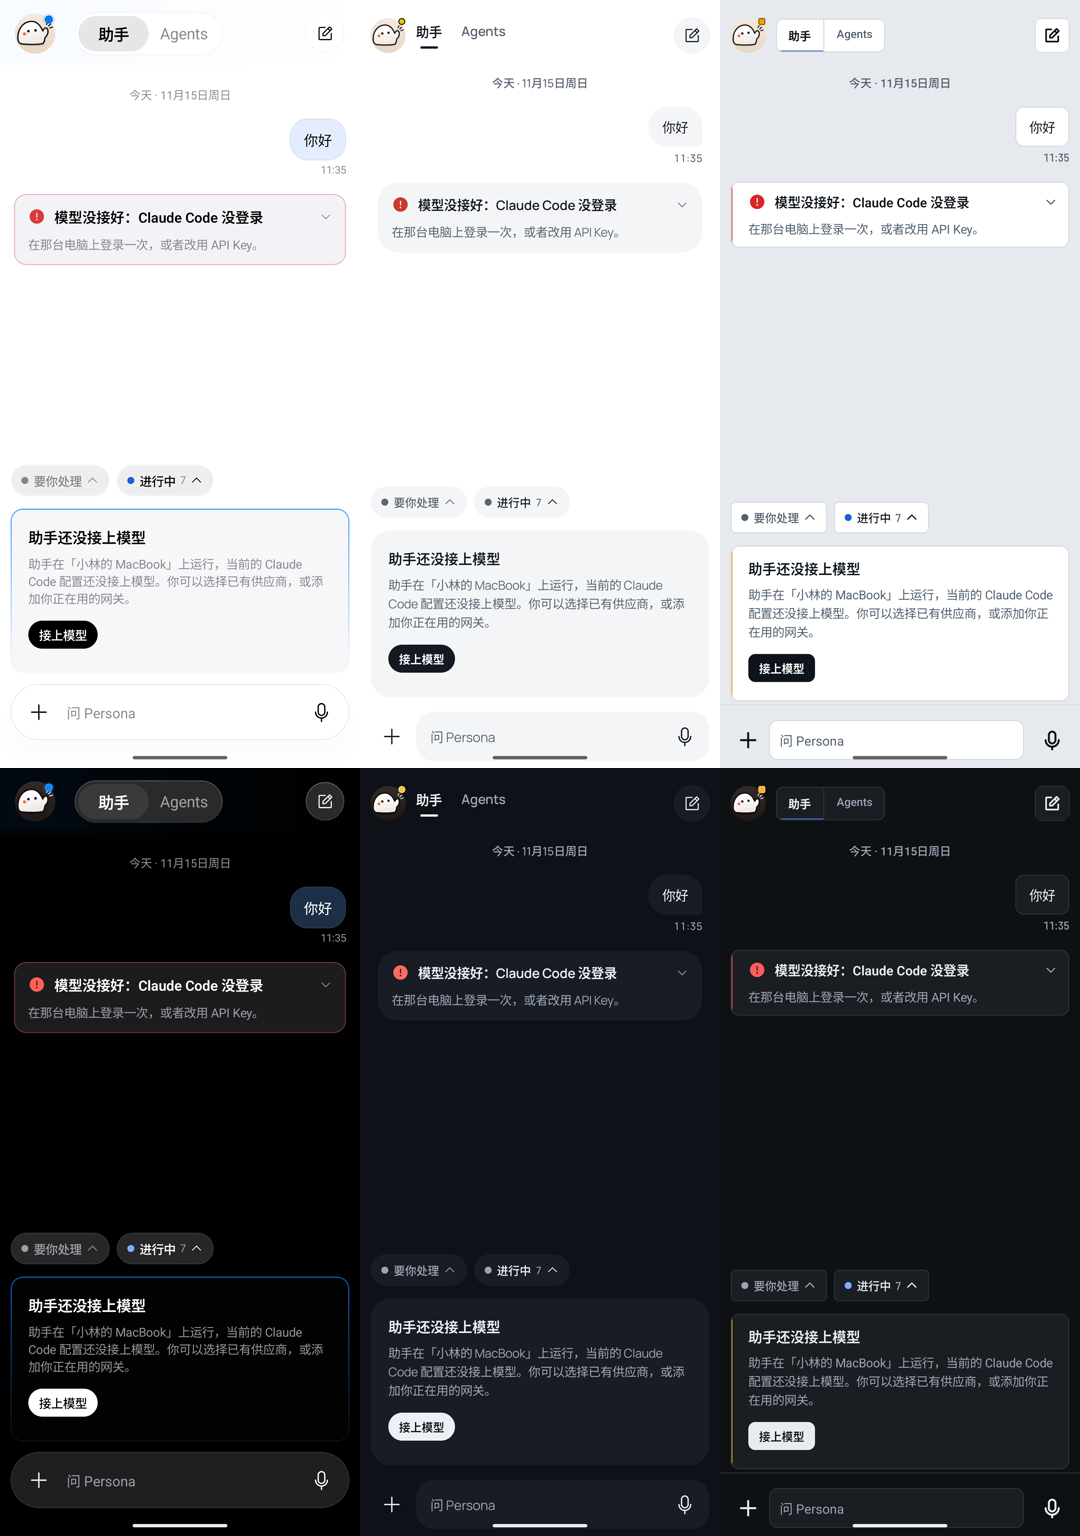 助手
Agents
今天 · 11月15日周日
你好
11:35
模型没接好：Claude Code 没登录
在那台电脑上登录一次，或者改用 API Key。
要你处理
进行中 7
助手还没接上模型
助手在「小林的 MacBook」上运行，当前的 Claude
Code 配置还没接上模型。你可以选择已有供应商，或添
加你正在用的网关。
接上模型
问 Persona
助手
Agents
今天 · 11月15日周日
你好
11:35
模型没接好：Claude Code 没登录
在那台电脑上登录一次，或者改用 API Key。
要你处理
进行中 7
助手还没接上模型
助手在「小林的 MacBook」上运行，当前的 Claude
Code 配置还没接上模型。你可以选择已有供应商，或添
加你正在用的网关。
接上模型
问 Persona
助手
Agents
今天 · 11月15日周日
你好
11:35
模型没接好：Claude Code 没登录
在那台电脑上登录一次，或者改用 API Key。
要你处理
进行中 7
助手还没接上模型
助手在「小林的 MacBook」上运行，当前的 Claude Code
配置还没接上模型。你可以选择已有供应商，或添加你正
在用的网关。
接上模型
问 Persona
助手
Agents
今天 · 11月15日周日
你好
11:35
模型没接好：Claude Code 没登录
在那台电脑上登录一次，或者改用 API Key。
要你处理
进行中 7
助手还没接上模型
助手在「小林的 MacBook」上运行，当前的 Claude
Code 配置还没接上模型。你可以选择已有供应商，或添
加你正在用的网关。
接上模型
问 Persona
助手
Agents
今天 · 11月15日周日
你好
11:35
模型没接好：Claude Code 没登录
在那台电脑上登录一次，或者改用 API Key。
要你处理
进行中 7
助手还没接上模型
助手在「小林的 MacBook」上运行，当前的 Claude
Code 配置还没接上模型。你可以选择已有供应商，或添
加你正在用的网关。
接上模型
问 Persona
助手
Agents
今天 · 11月15日周日
你好
11:35
模型没接好：Claude Code 没登录
在那台电脑上登录一次，或者改用 API Key。
要你处理
进行中 7
助手还没接上模型
助手在「小林的 MacBook」上运行，当前的 Claude Code
配置还没接上模型。你可以选择已有供应商，或添加你正
在用的网关。
接上模型
问 Persona